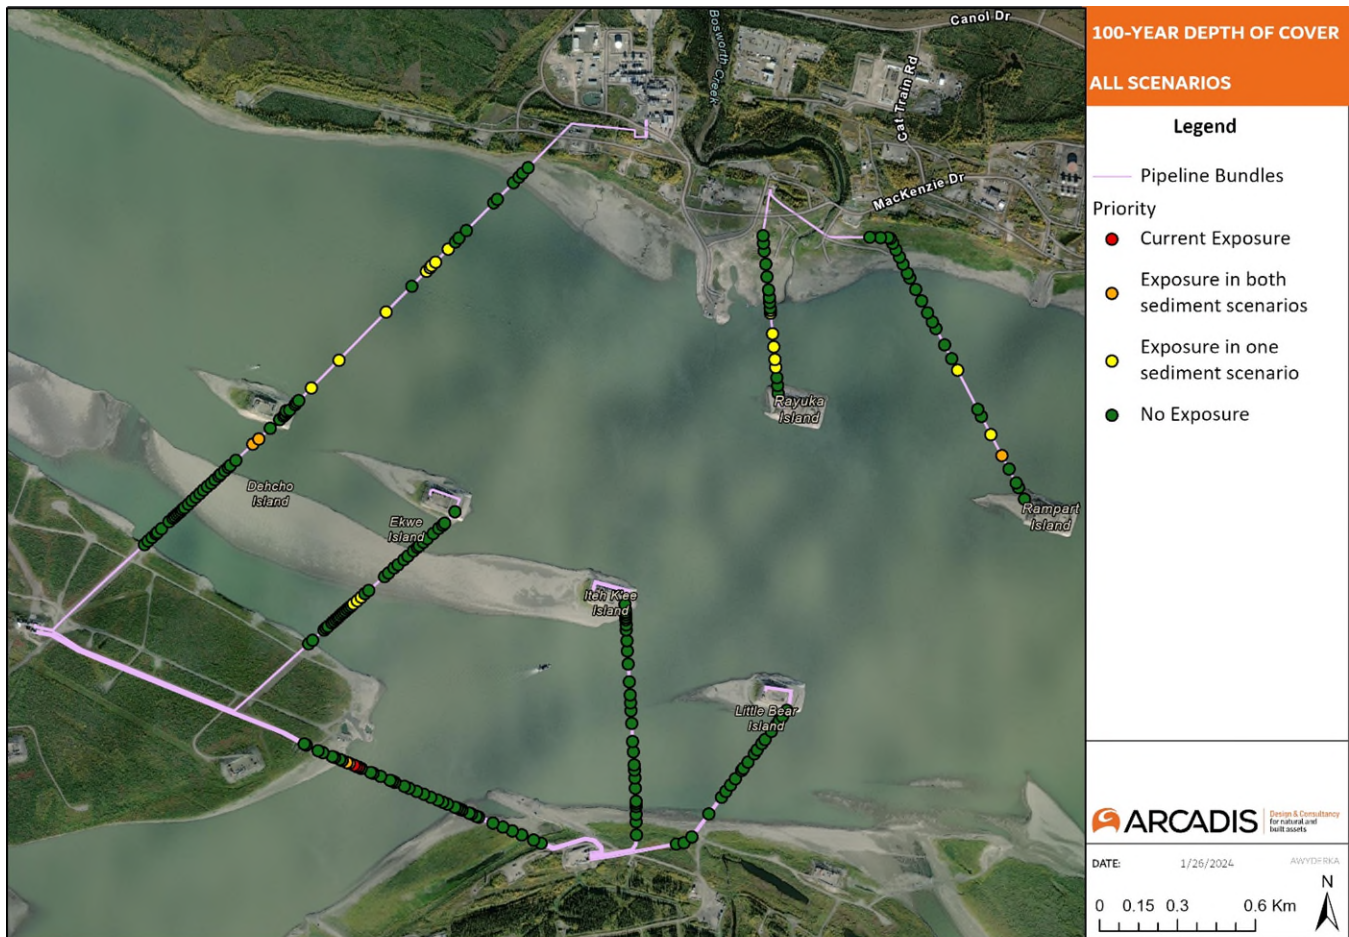 Canol Dr
Bosworth Creek
Cat Train Rd
MacKenzie Dr
Rayuka
Island
Rampart
Island
Dehcho
Island
Ekwe
Island
Iteh K'ee
Island
Little Bear
Island
100-YEAR DEPTH OF COVER
ALL SCENARIOS
Legend
Pipeline Bundles
Priority
Current Exposure
Exposure in both
sediment scenarios
Exposure in one
sediment scenario
No Exposure
ARCADIS
Design & Consultancy
for natural and
built assets
DATE: 1/26/2024 AWYDERKA
N
0 0.15 0.3 0.6 Km